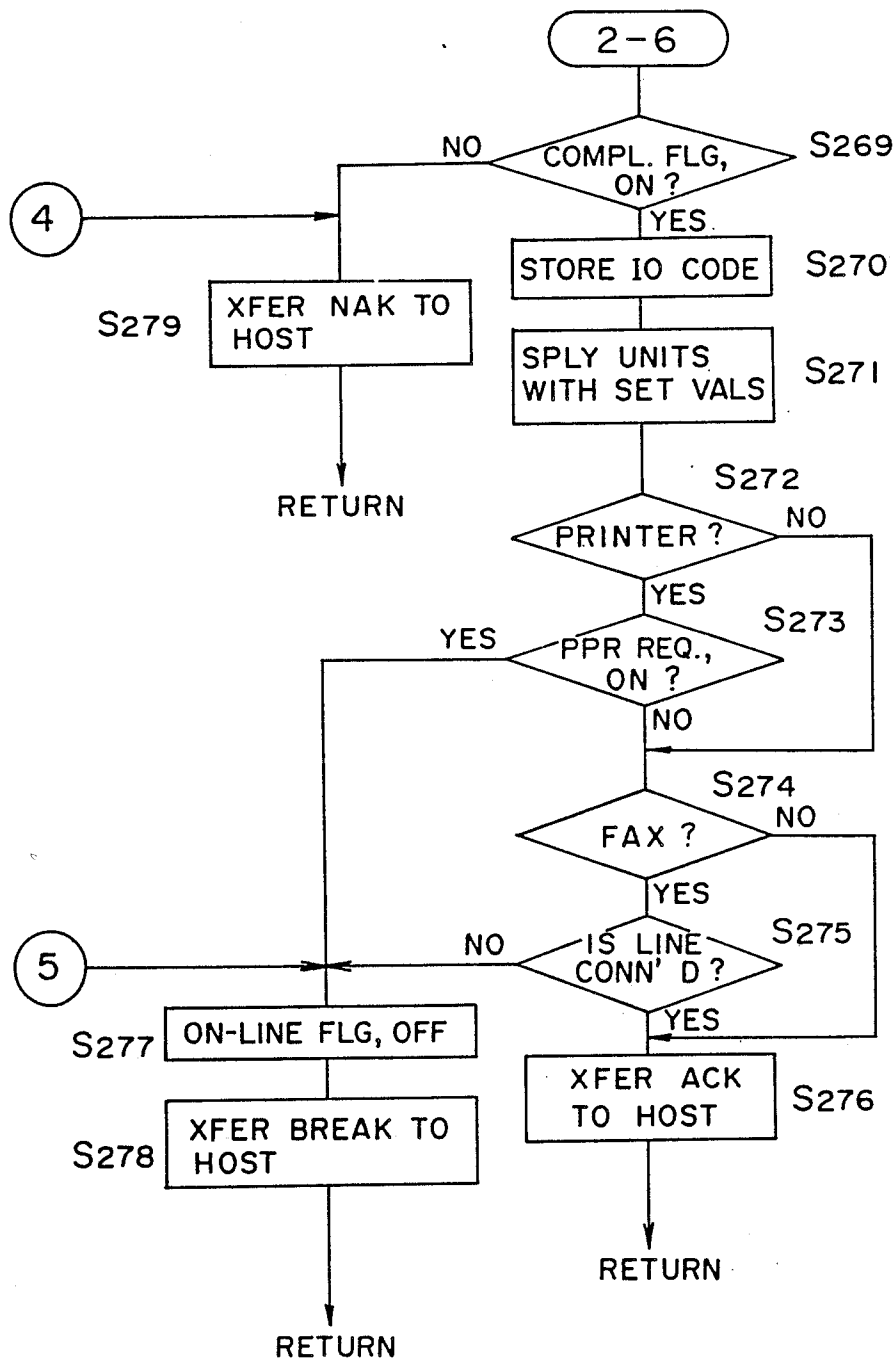 2-6
S269
NO
COMPL. FLG,
ON ?
4
YES
STORE IO CODE
S270
S279
XFER NAK TO
HOST
SPLY UNITS
WITH SET VALS
S271
S272
RETURN
PRINTER ?
NO
YES
S273
YES
PPR REQ.,
ON ?
NO
S274
FAX ?
NO
YES
5
NO
IS LINE
CONN' D ?
S275
YES
S277
ON-LINE FLG, OFF
XFER ACK
TO HOST
S276
S278
XFER BREAK TO
HOST
RETURN
RETURN